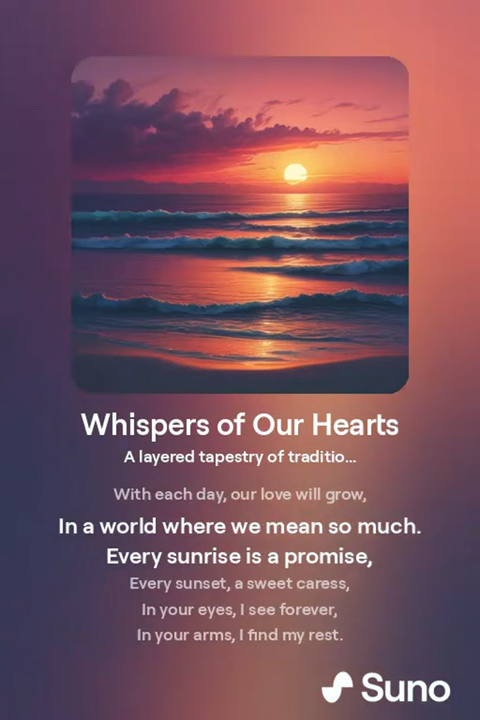 Whispers of Our Hearts
A layered tapestry of traditio...
With each day, our love will grow,
In a world where we mean so much.
Every sunrise is a promise,
Every sunset, a sweet caress,
In your eyes, I see forever,
In your arms, I find my rest.
Suno